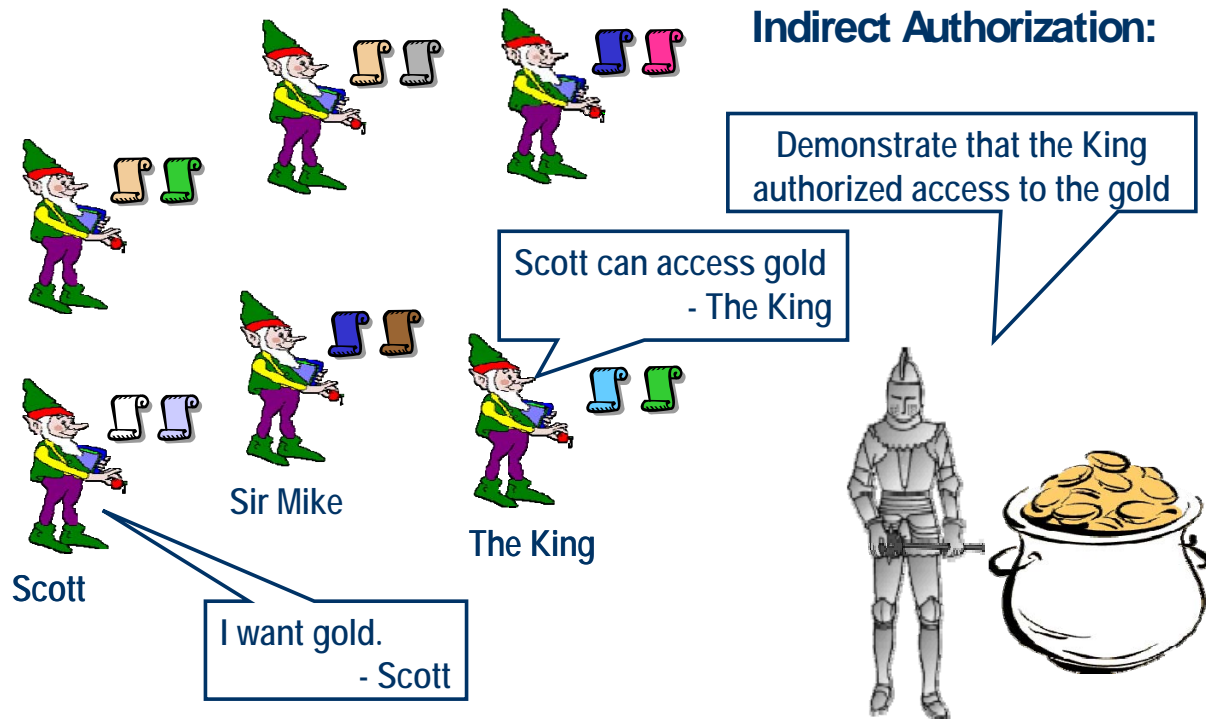 Indirect Authorization:
Demonstrate that the King
authorized access to the gold
Scott can access gold
- The King
Sir Mike
The King
Scott
I want gold.
- Scott